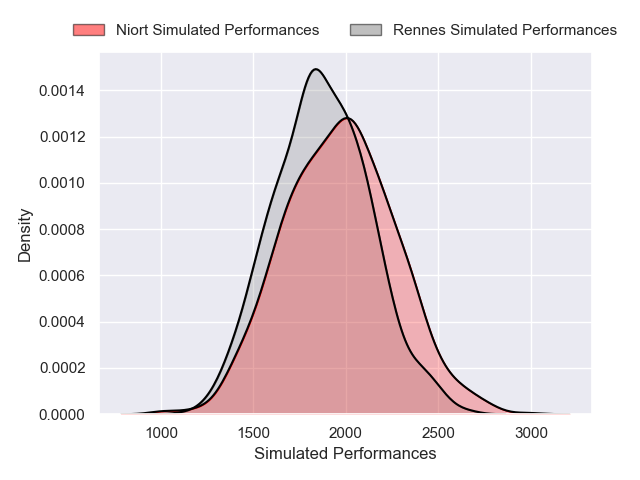 Niort Simulated Performances
Rennes Simulated Performances
0.0014
0.0012
0.0010
0.0008
0.0006
0.0004
0.0002
0.0000
Density
1000 1500 2000 2500 3000
Simulated Performances